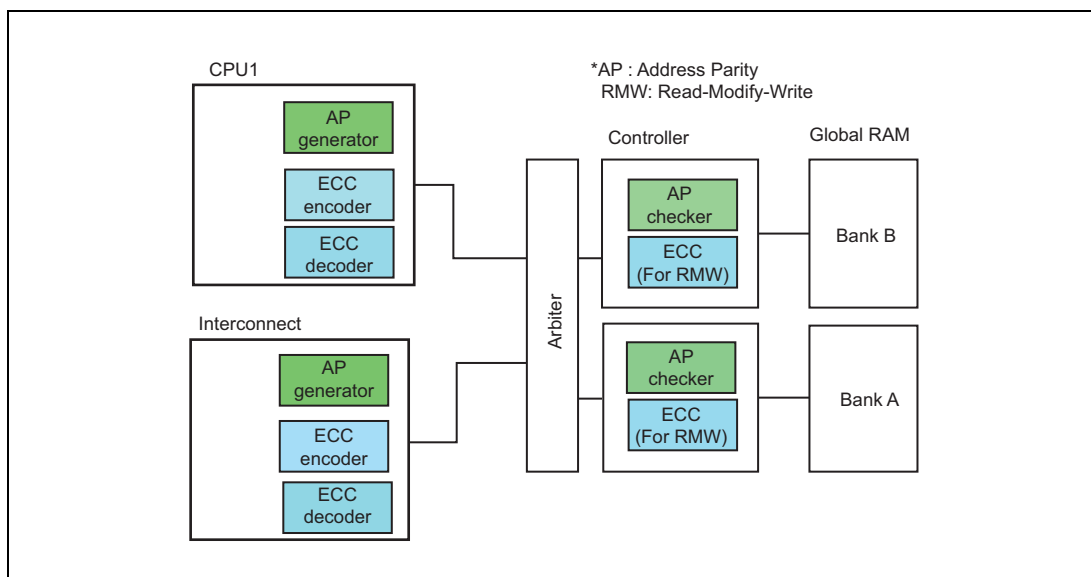 CPU1
AP
generator
ECC
encoder
ECC
decoder
Interconnect
AP
generator
ECC
encoder
ECC
decoder
Arbiter
*AP : Address Parity
RMW: Read-Modify-Write
Controller
AP
checker
ECC
(For RMW)
AP
checker
ECC
(For RMW)
Global RAM
Bank B
Bank A